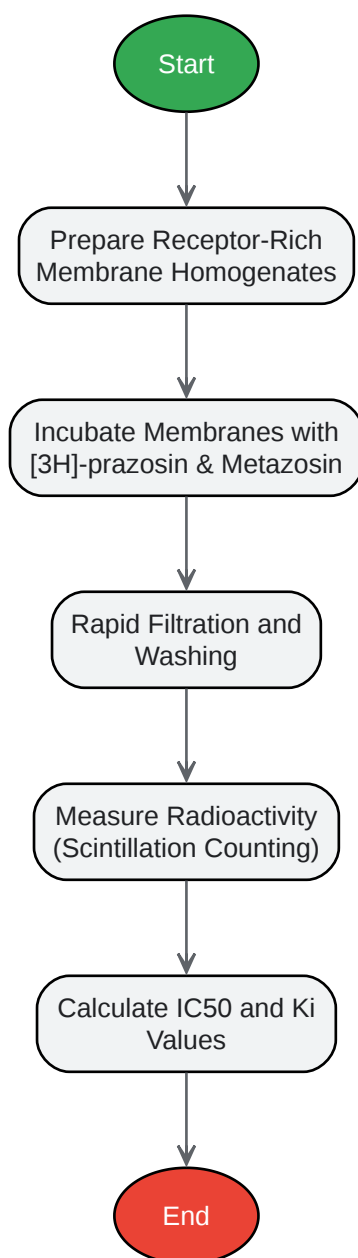 Start
Prepare Receptor-Rich
Membrane Homogenates
Incubate Membranes with
[3H]-prazosin & Metazosin
Rapid Filtration and
Washing
Measure Radioactivity
(Scintillation Counting)
Calculate IC50 and Ki
Values
End